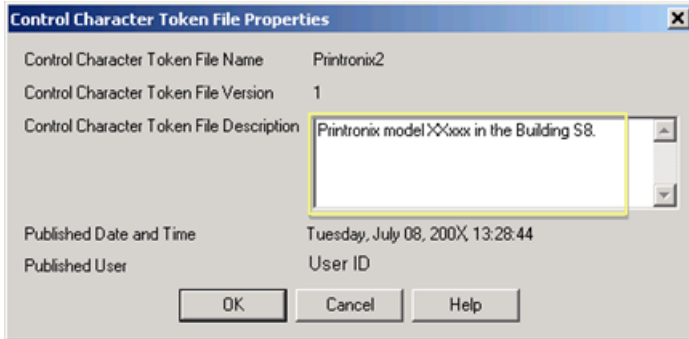 Control Character Token File Properties
Control Character Token File Name Printronix2
Control Character Token File Version 1
Control Character Token File Description Printronix model XXxxx in the Building S8.
Published Date and Time Tuesday, July 08, 200X, 13:28:44
Published User User ID
OK Cancel Help